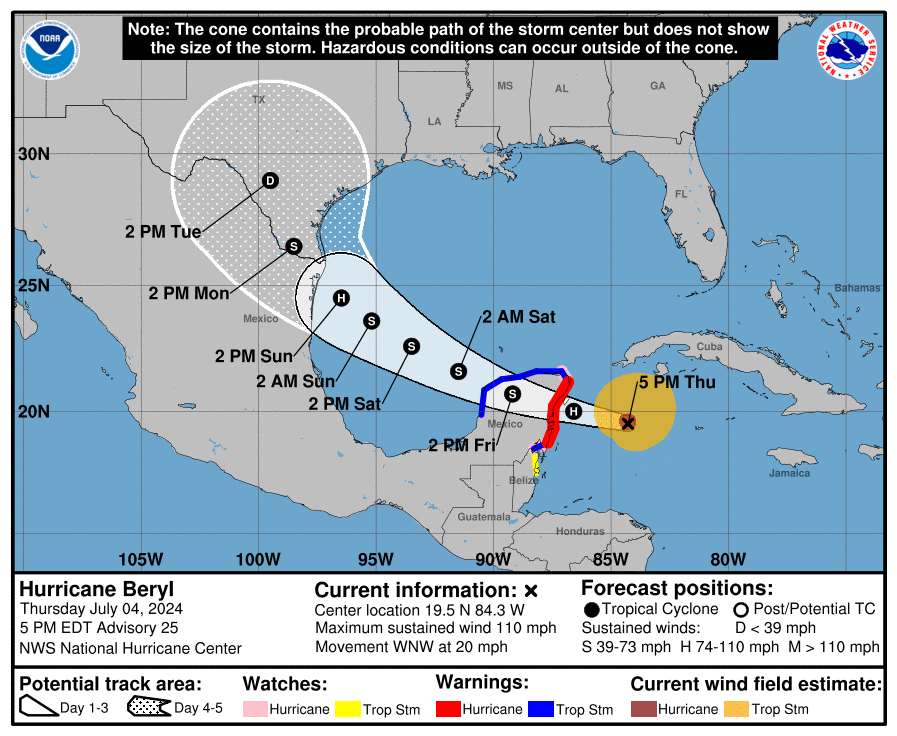 Note: The cone contains the probable path of the storm center but does not show
the size of the storm. Hazardous conditions can occur outside of the cone.
NOAA
NATIONAL WEATHER SERVICE
TX
MS
AL
GA
LA
30N
FL
D
2 PM Tue
S
25N
2 PM Mon
Bahamas
H
Mexico
S
2 AM Sat
Cuba
2 PM Sun
S
2 AM Sun
S
5 PM Thu
2 PM Sat
S
H
20N
Mexico
2 PM Fri
Jamaica
Belize
Guatemala
Honduras
105W
100W
95W
90W
85W
80W
Hurricane Beryl
Thursday July 04, 2024
5 PM EDT Advisory 25
NWS National Hurricane Center
Current information: ×
Center location 19.5 N 84.3 W
Maximum sustained wind 110 mph
Movement WNW at 20 mph
Forecast positions:
Tropical Cyclone Post/Potential TC
Sustained winds: D < 39 mph
S 39-73 mph H 74-110 mph M > 110 mph
Potential track area:
Day 1-3 Day 4-5
Watches:
Hurricane Trop Stm
Warnings:
Hurricane Trop Stm
Current wind field estimate:
Hurricane Trop Stm